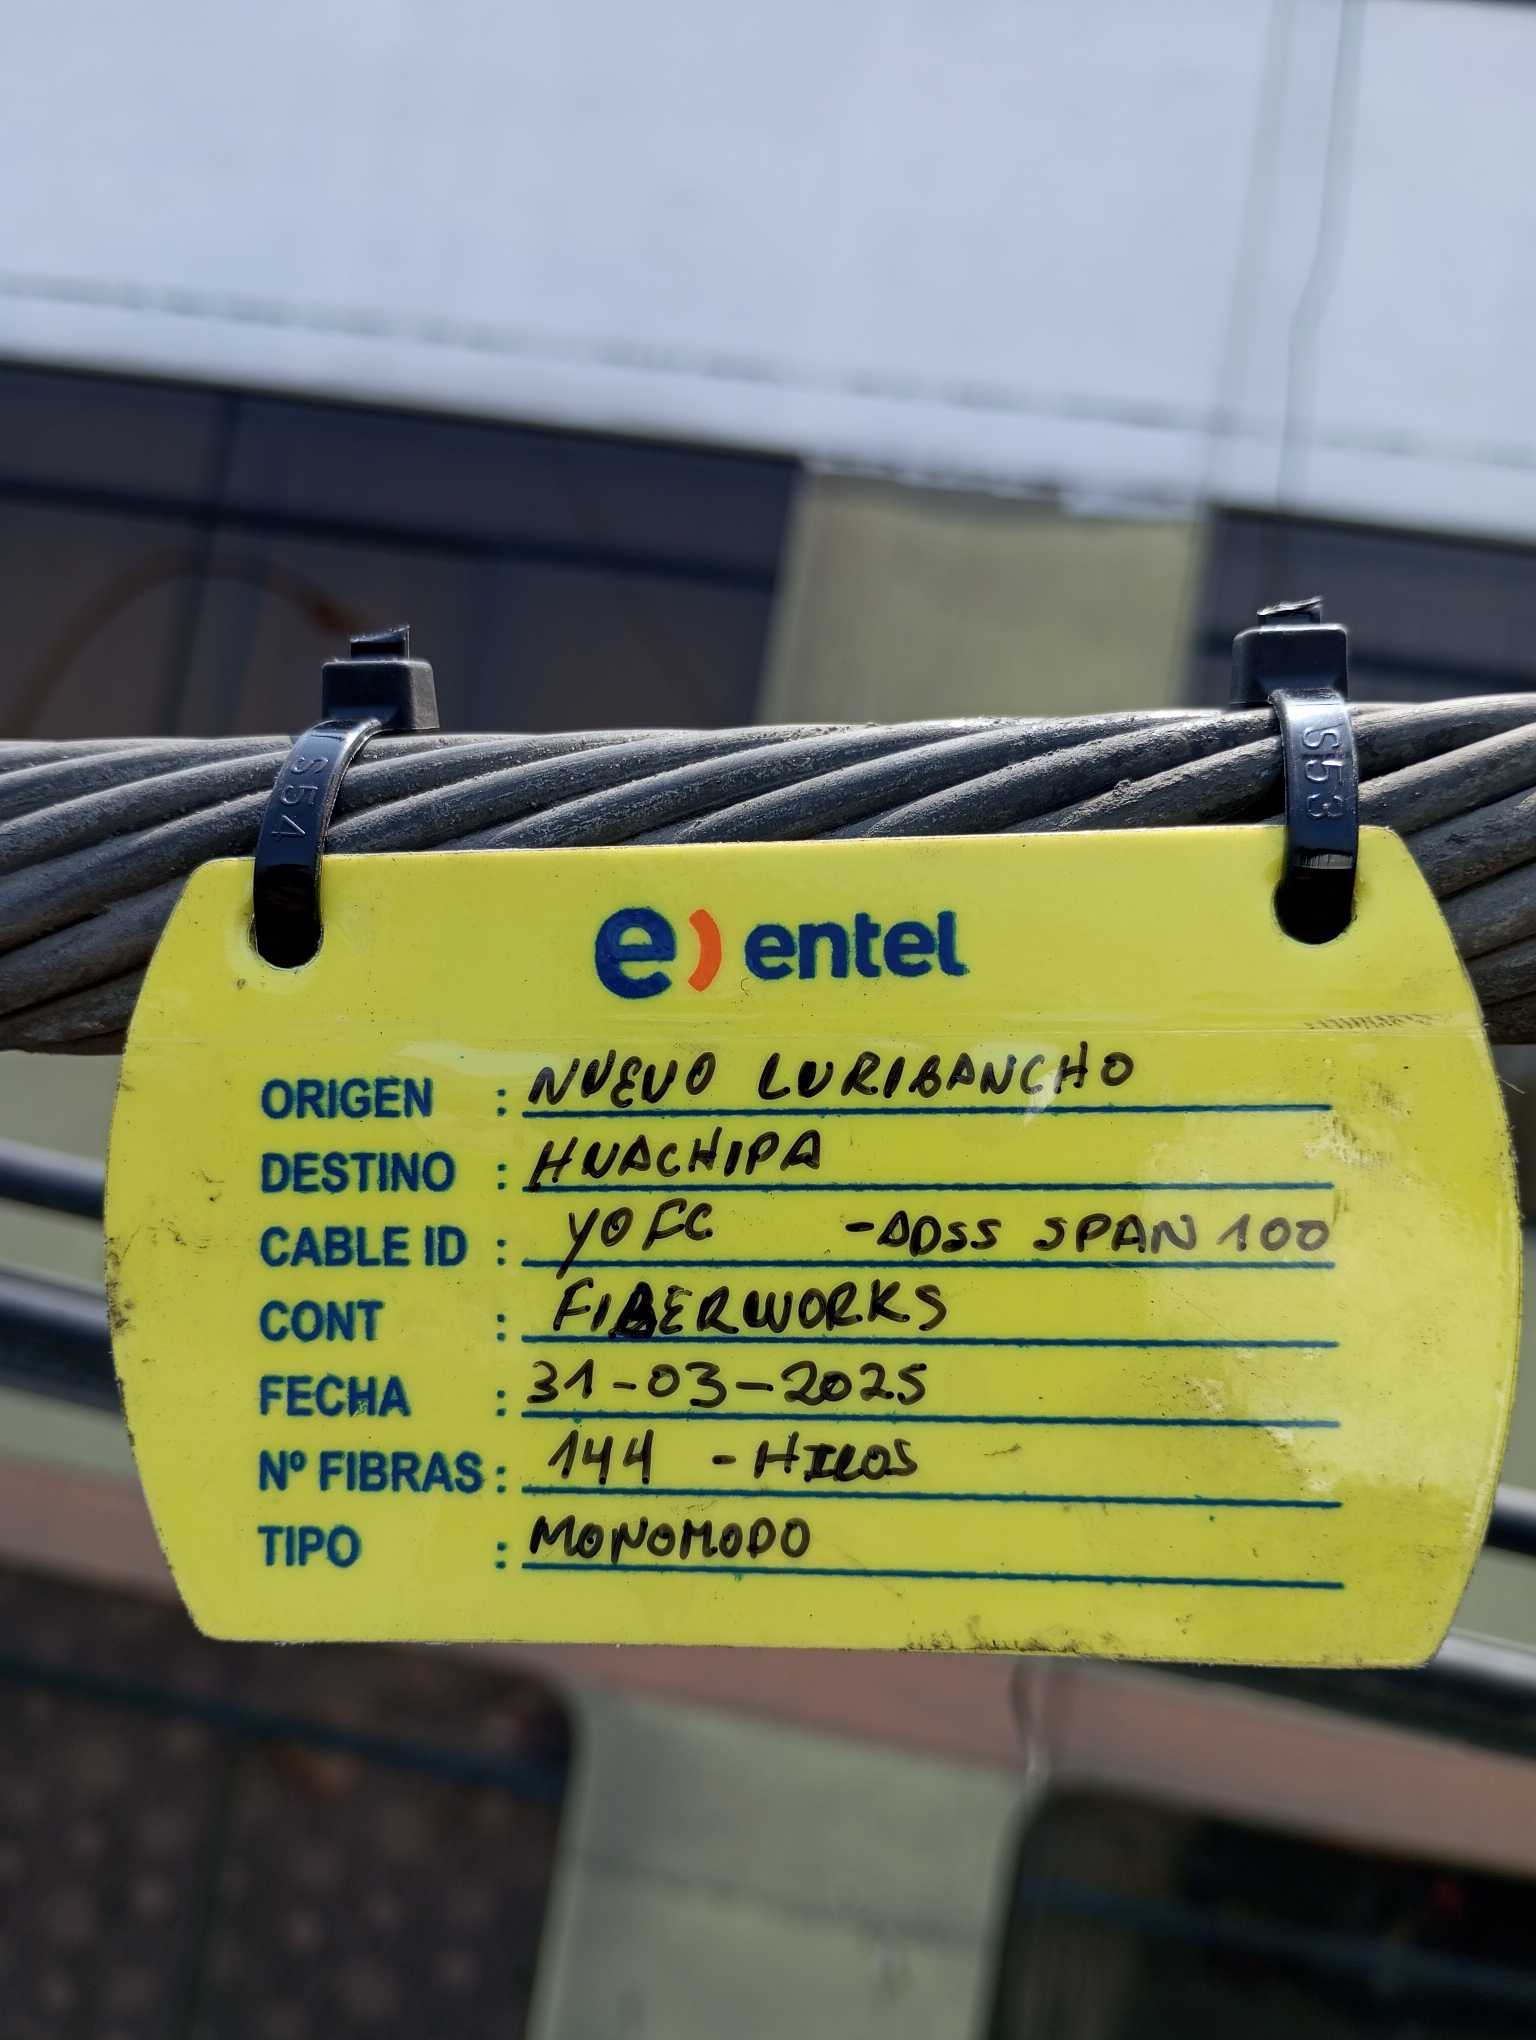 S54
S53
e) entel
ORIGEN : NUEVO LURIGANCHO
DESTINO : HUACHIPA
CABLE ID : YOFC -ADSS SPAN 100
CONT : FIBERWORKS
FECHA : 31-03-2025
Nº FIBRAS : 144 - HILOS
TIPO : MONOMODO